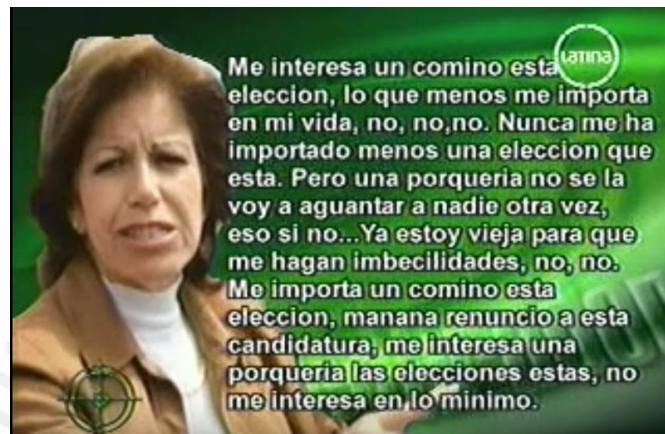 LATINA
Me interesa un comino esta
eleccion, lo que menos me importa
en mi vida, no, no,no. Nunca me ha
importado menos una eleccion que
esta. Pero una porqueria no se la
voy a aguantar a nadie otra vez,
eso si no...Ya estoy vieja para que
me hagan imbecilidades, no, no.
Me importa un comino esta
eleccion, manana renuncio a esta
candidatura, me interesa una
porqueria las elecciones estas, no
me interesa en lo minimo.